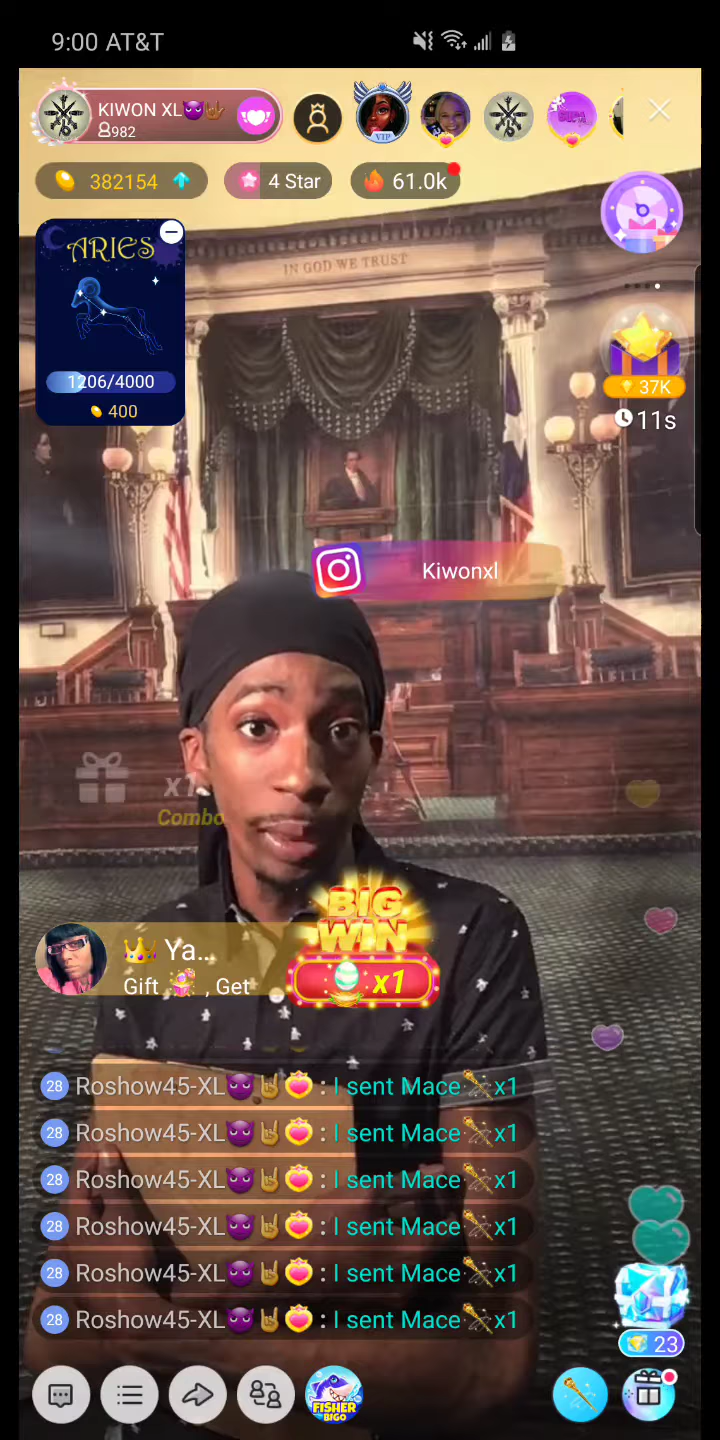 9:00 AT&T
KIWON XL😈🤘🏾
982
VIP
382154
4 Star
61.0k
ARIES
1206/4000
400
IN GOD WE TRUST
37K
11s
Kiwonxl
x1
Combo
BIG
WIN
x1
Ya...
Gift , Get
28 Roshow45-XL😈🤘🏾 : I sent Mace x1
28 Roshow45-XL😈🤘🏾 : I sent Mace x1
28 Roshow45-XL😈🤘🏾 : I sent Mace x1
28 Roshow45-XL😈🤘🏾 : I sent Mace x1
28 Roshow45-XL😈🤘🏾 : I sent Mace x1
28 Roshow45-XL😈🤘🏾 : I sent Mace x1
23
FISHER
BIGO